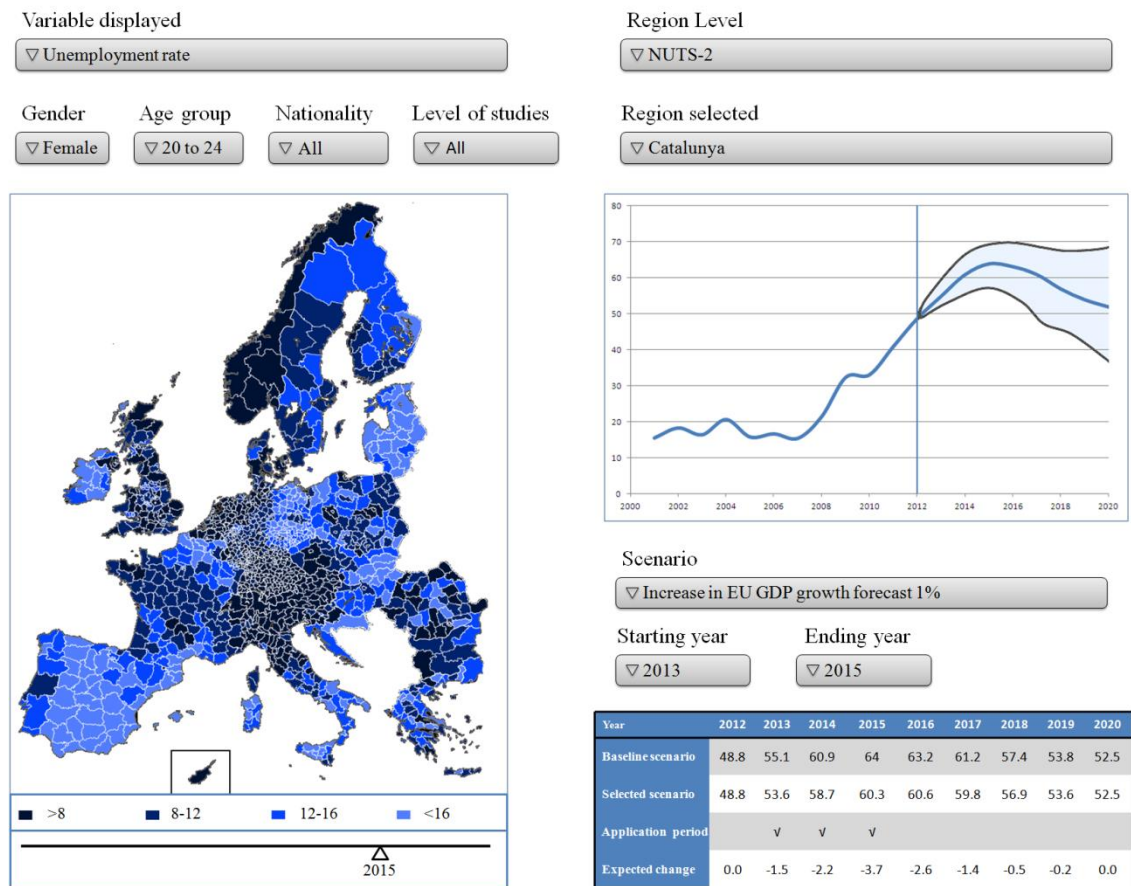 Variable displayed
▽ Unemployment rate
Gender Age group Nationality Level of studies
▽ Female ▽ 20 to 24 ▽ All ▽ All
>8 8-12 12-16 <16
2015
Region Level
▽ NUTS-2
Region selected
▽ Catalunya
80
70
60
50
40
30
20
10
0
2000 2002 2004 2006 2008 2010 2012 2014 2016 2018 2020
Scenario
▽ Increase in EU GDP growth forecast 1%
Starting year Ending year
▽ 2013 ▽ 2015
Year 2012 2013 2014 2015 2016 2017 2018 2019 2020
Baseline scenario 48.8 55.1 60.9 64 63.2 61.2 57.4 53.8 52.5
Selected scenario 48.8 53.6 58.7 60.3 60.6 59.8 56.9 53.6 52.5
Application period √ √ √
Expected change 0.0 -1.5 -2.2 -3.7 -2.6 -1.4 -0.5 -0.2 0.0